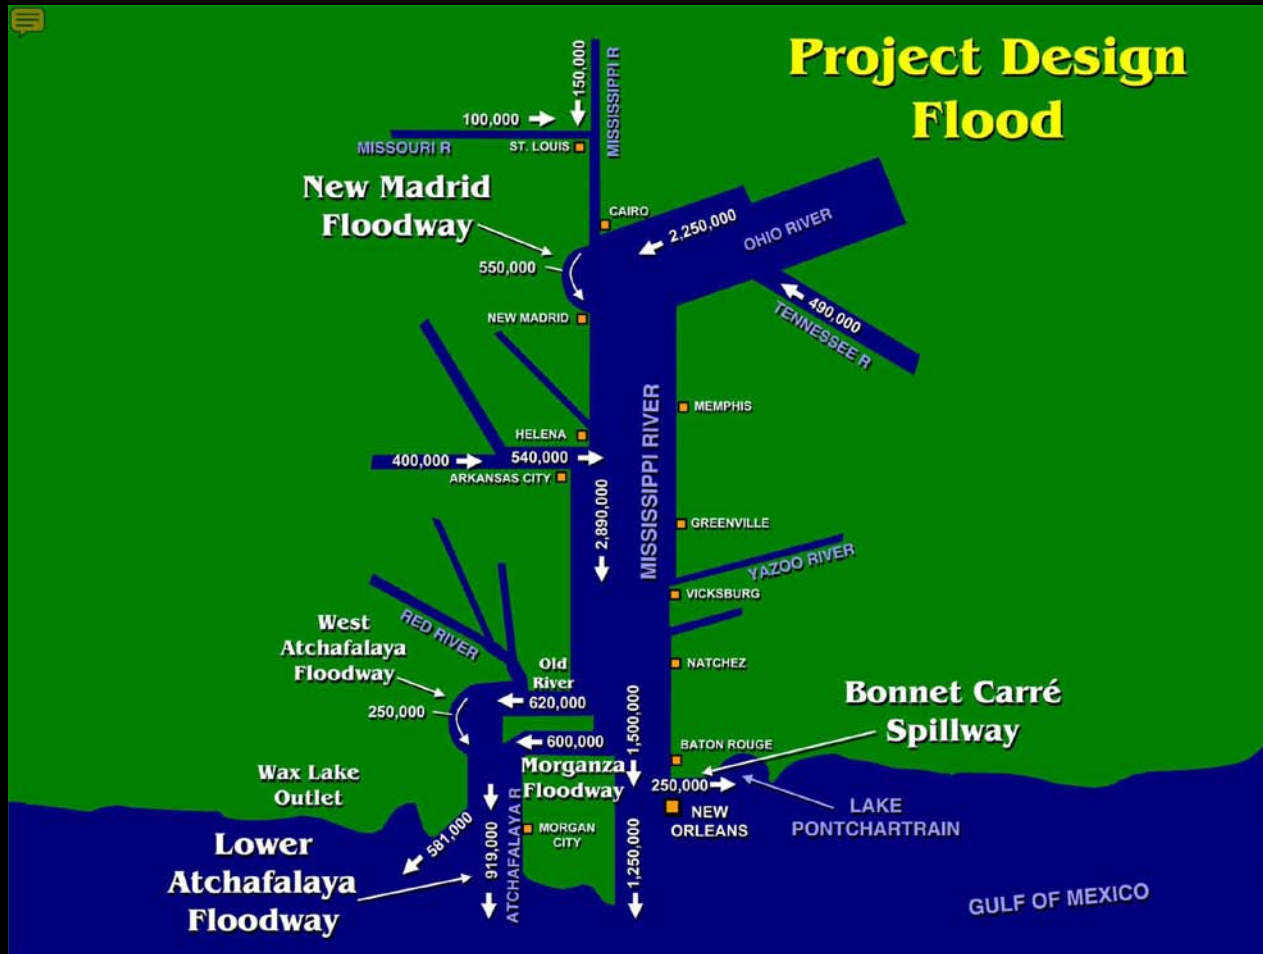 Project Design
Flood
150,000
MISSISSIPPI R
100,000
MISSOURI R
ST. LOUIS
New Madrid
Floodway
CAIRO
2,250,000
OHIO RIVER
550,000
490,000
TENNESSEE R
NEW MADRID
MEMPHIS
MISSISSIPPI RIVER
HELENA
400,000
540,000
ARKANSAS CITY
2,890,000
GREENVILLE
YAZOO RIVER
VICKSBURG
RED RIVER
West
Atchafalaya
Floodway
Old
River
NATCHEZ
620,000
250,000
1,500,000
Bonnet Carré
Spillway
600,000
BATON ROUGE
Morganza
Floodway
250,000
Wax Lake
Outlet
NEW
ORLEANS
LAKE
PONTCHARTRAIN
581,000
919,000
ATCHAFALAYA R
MORGAN
CITY
1,250,000
Lower
Atchafalaya
Floodway
GULF OF MEXICO